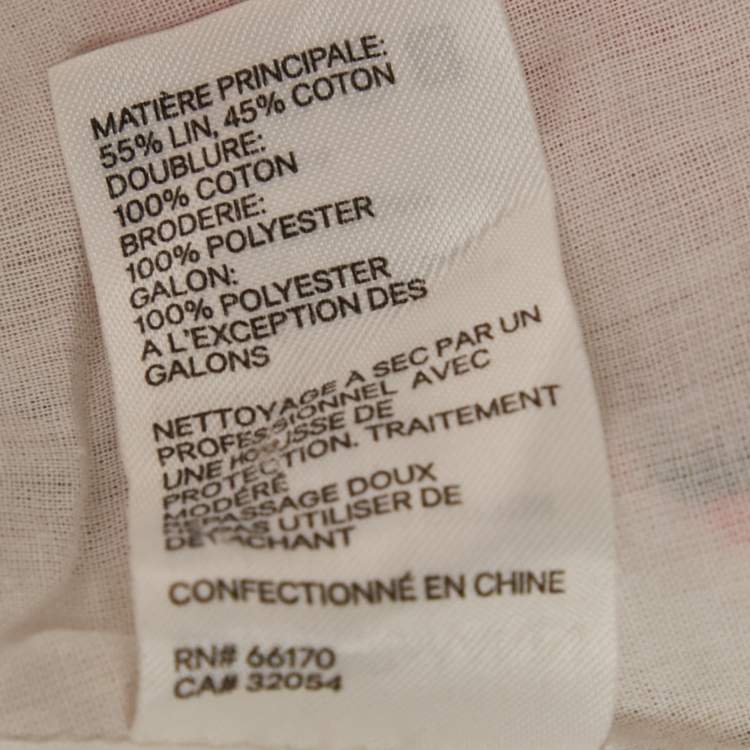 MATIÈRE PRINCIPALE:
55% LIN, 45% COTON
DOUBLURE:
100% COTON
BRODERIE:
100% POLYESTER
GALON:
100% POLYESTER
A L'EXCEPTION DES
GALONS
NETTOYAGE A SEC PAR UN
PROFESSIONNEL AVEC
UNE HOUSSE DE
PROTECTION. TRAITEMENT
MODÉRÉ
REPASSAGE DOUX
UTILISER DE
CONFECTIONNÉ EN CHINE
RN# 66170
CA# 32054